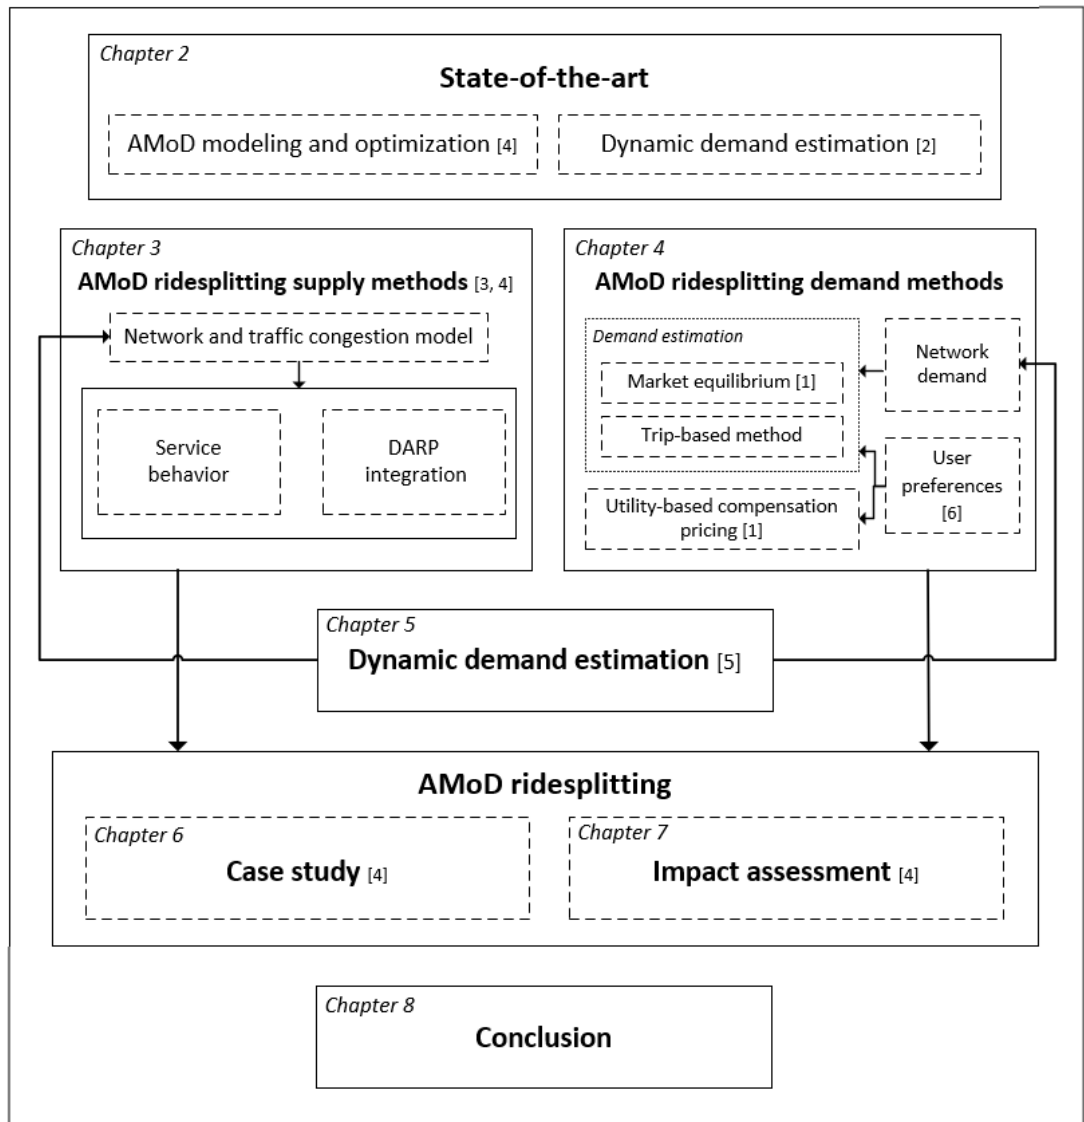 Chapter 2
State-of-the-art
AMoD modeling and optimization [4]
Dynamic demand estimation [2]
Chapter 3
AMoD ridesplitting supply methods [3, 4]
Network and traffic congestion model
Service
behavior
DARP
integration
Chapter 4
AMoD ridesplitting demand methods
Demand estimation
Market equilibrium [1]
Trip-based method
Network
demand
User
preferences
[6]
Utility-based compensation
pricing [1]
Chapter 5
Dynamic demand estimation [5]
AMoD ridesplitting
Chapter 6
Case study [4]
Chapter 7
Impact assessment [4]
Chapter 8
Conclusion